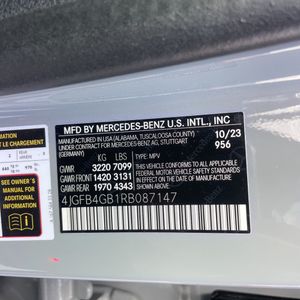 MFD BY MERCEDES-BENZ U.S. INTL., INC
MANUFACTURED IN USA (ALABAMA, TUSCALOOSA COUNTY) 10/23
UNDER CONTRACT FOR MERCEDES-BENZ AG, STUTTGART 956
KG LBS TYPE: MPV
GVWR 3220 7099
GAWR FRONT 1420 3131
GAWR REAR 1970 4343
THIS VEHICLE CONFORMS TO ALL APPLICABLE
FEDERAL MOTOR VEHICLE SAFETY STANDARDS
IN EFFECT ON THE DATE OF
MANUFACTURE SHOWN ABOVE.
4JGFB4GB1RB087147
LE CHARGEMENT
SEE OWNER'S
MANUAL FOR
ADDITIONAL
INFORMATION